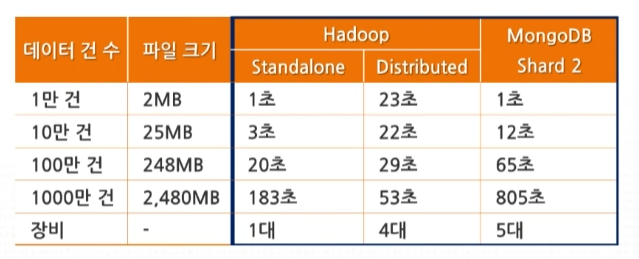 데이터 건 수 파일 크기 Hadoop MongoDB Shard 2
Standalone Distributed
1만 건 2MB 1초 23초 1초
10만 건 25MB 3초 22초 12초
100만 건 248MB 20초 29초 65초
1000만 건 2,480MB 183초 53초 805초
장비 - 1대 4대 5대